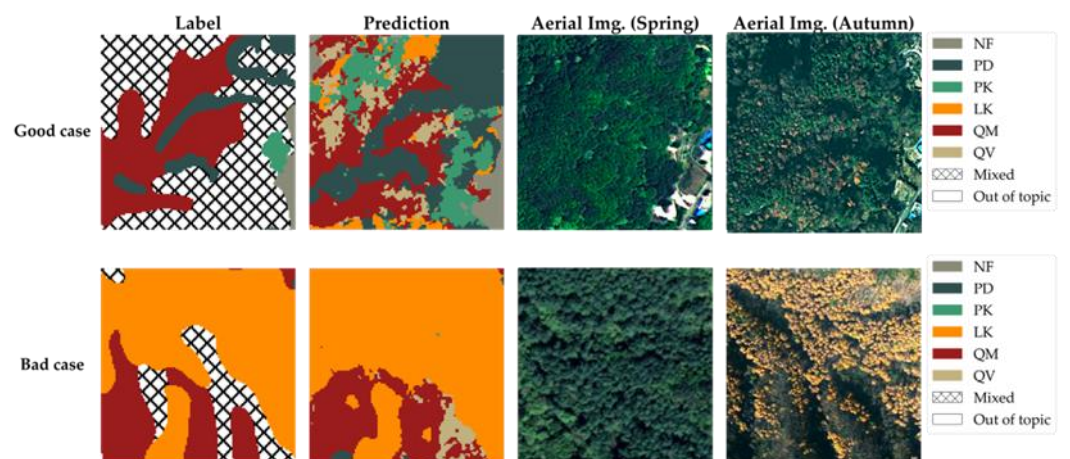 Label Prediction Aerial Img. (Spring) Aerial Img. (Autumn)
Good case
NF
PD
PK
LK
QM
QV
Mixed
Out of topic
Bad case
NF
PD
PK
LK
QM
QV
Mixed
Out of topic